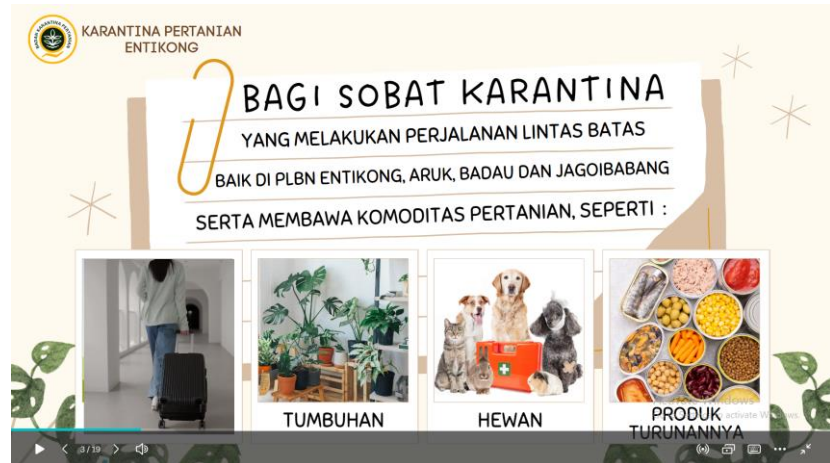 KARANTINA PERTANIAN
ENTIKONG
BAGI SOBAT KARANTINA
YANG MELAKUKAN PERJALANAN LINTAS BATAS
BAIK DI PLBN ENTIKONG, ARUK, BADAU DAN JAGOIBABANG
SERTA MEMBAWA KOMODITAS PERTANIAN, SEPERTI :
TUMBUHAN
HEWAN
PRODUK
TURUNANNYA
3/19